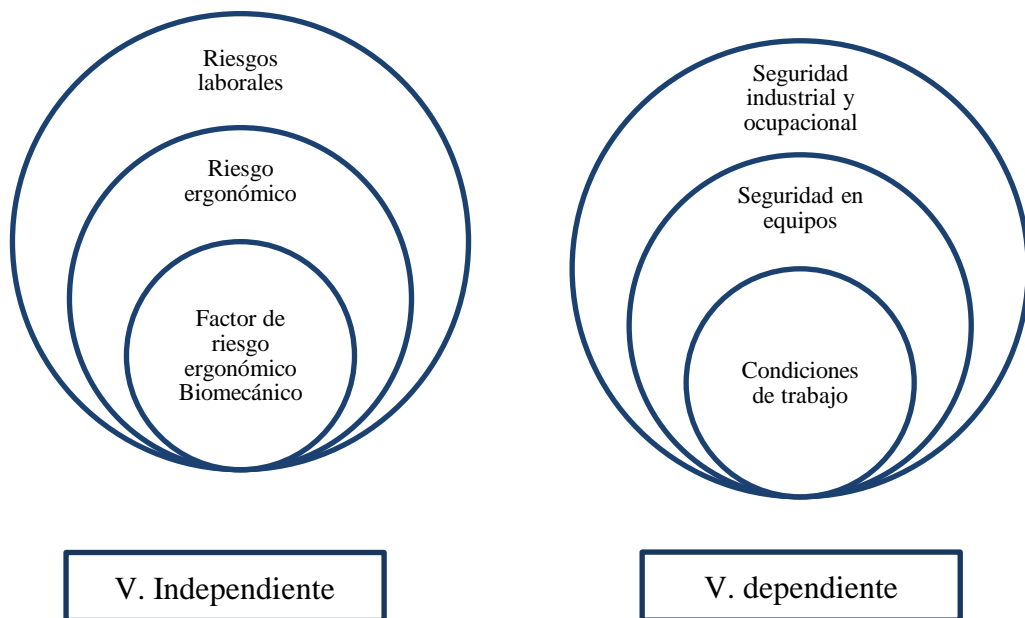 Riesgos
laborales
Riesgo
ergonómico
Factor de
riesgo
ergonómico
Biomecánico
V. Independiente
Seguridad
industrial y
ocupacional
Seguridad en
equipos
Condiciones
de trabajo
V. dependiente